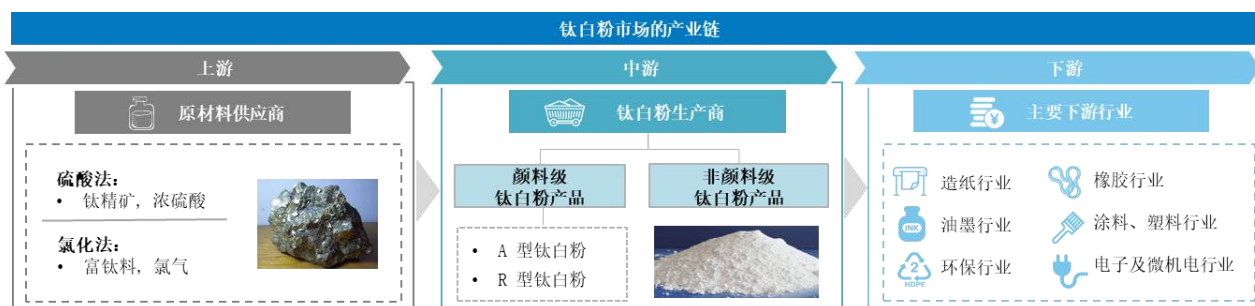 钛白粉市场的产业链
上游
中游
下游
原材料供应商
钛白粉生产商
主要下游行业
硫酸法:
• 钛精矿, 浓硫酸
氯化法:
• 富钛料, 氯气
颜料级
钛白粉产品
非颜料级
钛白粉产品
• A 型钛白粉
• R 型钛白粉
造纸行业
橡胶行业
INK
油墨行业
涂料、塑料行业
2
HDPE
环保行业
电子及微机电行业
¥